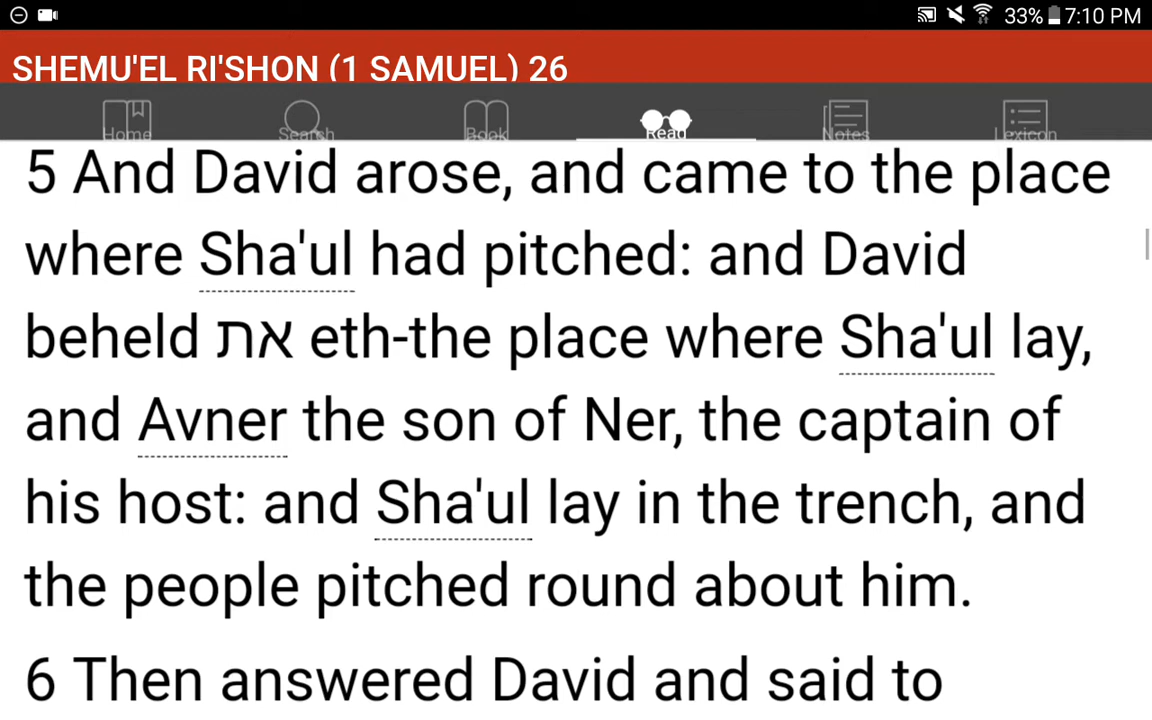 33% 7:10 PM
SHEMU'EL RI'SHON (1 SAMUEL) 26
Home Search Book Read Notes Lexicon
5 And David arose, and came to the place
where Sha'ul had pitched: and David
beheld את eth-the place where Sha'ul lay,
and Avner the son of Ner, the captain of
his host: and Sha'ul lay in the trench, and
the people pitched round about him.
6 Then answered David and said to